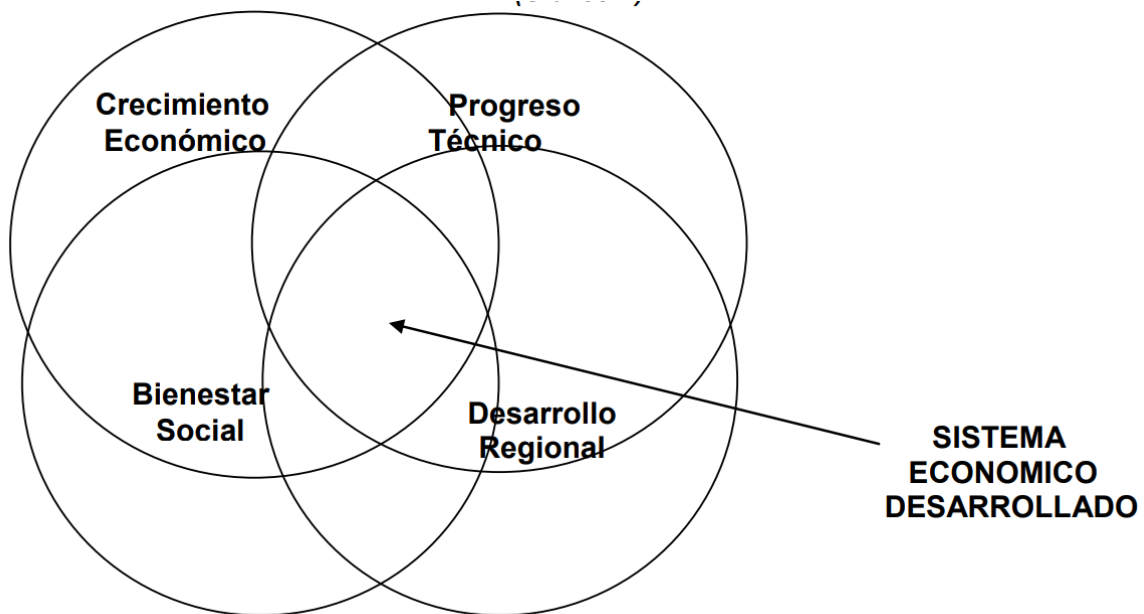 Crecimiento
Económico
Progreso
Técnico
Bienestar
Social
Desarrollo
Regional
SISTEMA
ECONOMICO
DESARROLLADO